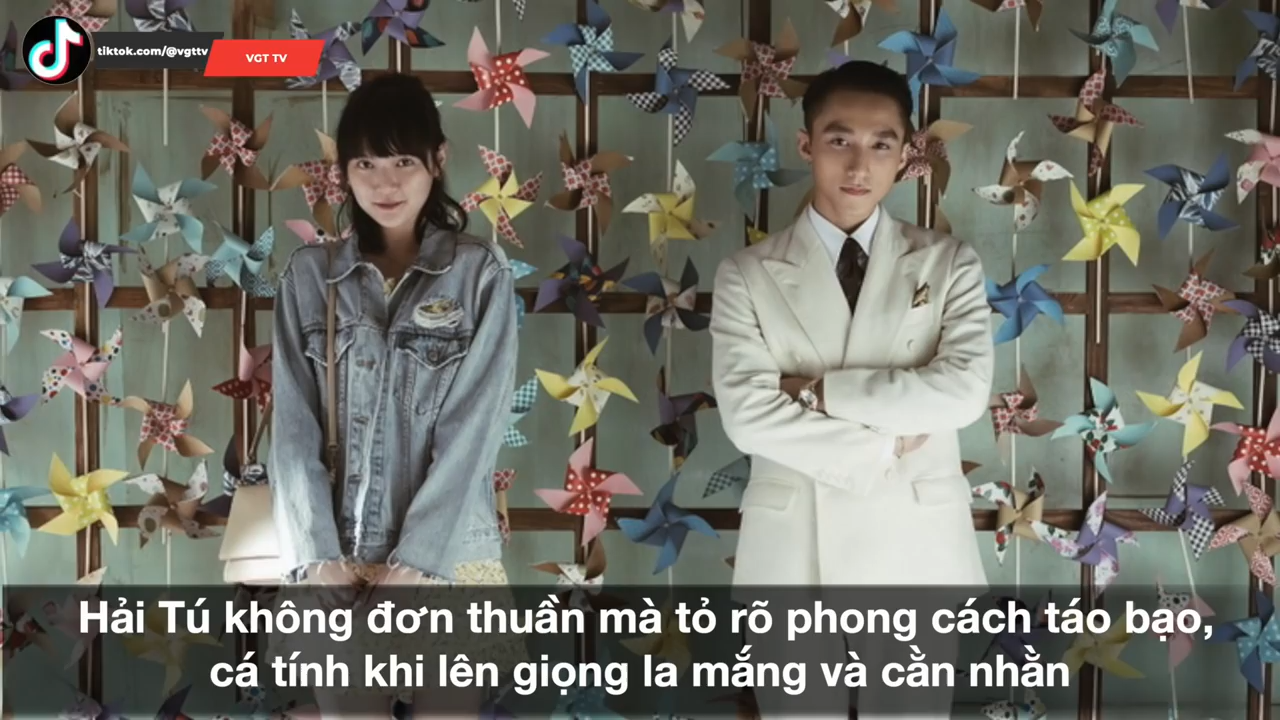 tiktok.com/@vgttv
VGT TV
Hải Tú không đơn thuần mà tỏ rõ phong cách táo bạo,
cá tính khi lên giọng la mắng và cằn nhằn